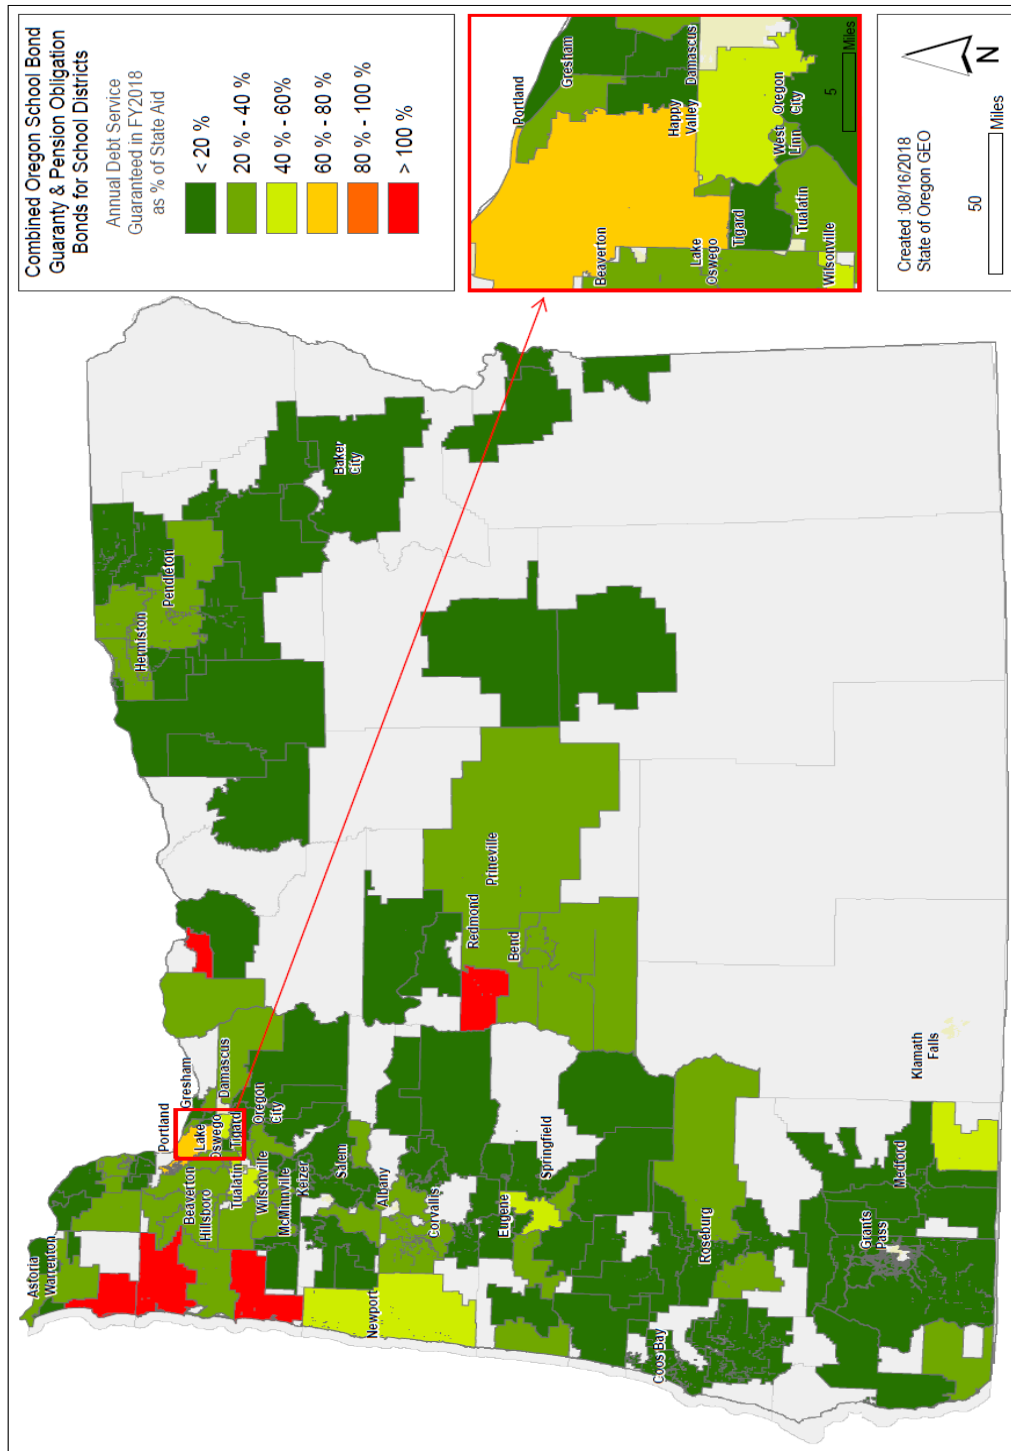 Combined Oregon School Bond
Guaranty & Pension Obligation
Bonds for School Districts
Annual Debt Service
Guaranteed in FY2018
as % of State Aid
< 20 %
20 % - 40 %
40 % - 60%
60 % - 80 %
80 % - 100 %
> 100 %
Portland
Gresham
Beaverton
Happy
Valley
Damascus
Lake
Oswego
Tigard
West
Linn
Oregon
City
Tualatin
Wilsonville
5
Miles
Created :08/16/2018
State of Oregon GEO
50
Miles
N
Astoria
Warrenton
Portland
Gresham
Damascus
Beaverton
Hillsboro
Lake
Oswego
Tigard
Tualatin
Wilsonville
Oregon
City
McMinnville
Keizer
Salem
Albany
Corvallis
Newport
Eugene
Springfield
Redmond
Bend
Prineville
Hermiston
Pendleton
Baker
City
Roseburg
Coos Bay
Grants
Pass
Medford
Klamath
Falls